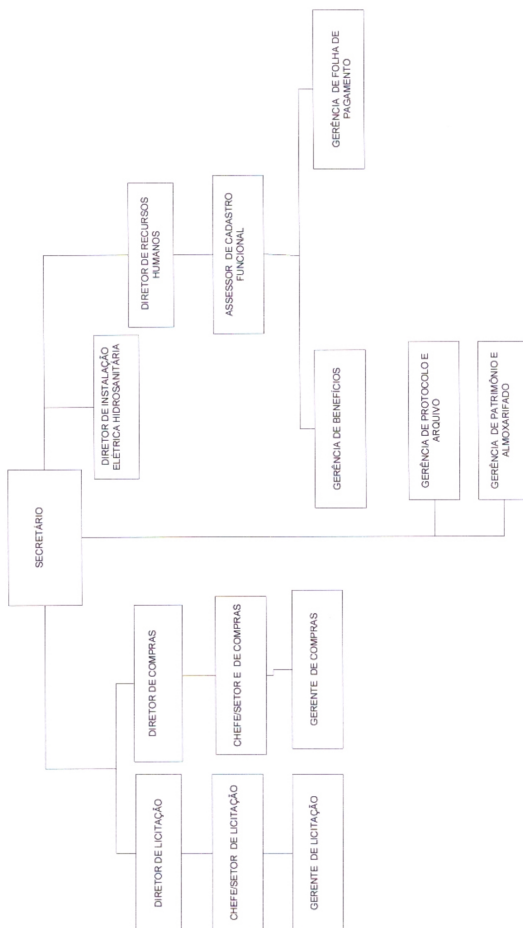 SECRETÁRIO
DIRETOR DE LICITAÇÃO
CHEFE/SETOR DE LICITAÇÃO
GERENTE DE LICITAÇÃO
DIRETOR DE COMPRAS
CHEFE/SETOR E DE COMPRAS
GERENTE DE COMPRAS
DIRETOR DE INSTALAÇÃO
ELÉTRICA HIDROSANITÁRIA
DIRETOR DE RECURSOS
HUMANOS
ASSESSOR DE CADASTRO
FUNCIONAL
GERÊNCIA DE BENEFÍCIOS
GERÊNCIA DE FOLHA DE
PAGAMENTO
GERÊNCIA DE PROTOCOLO E
ARQUIVO
GERÊNCIA DE PATRIMÔNIO E
ALMOXARIFADO